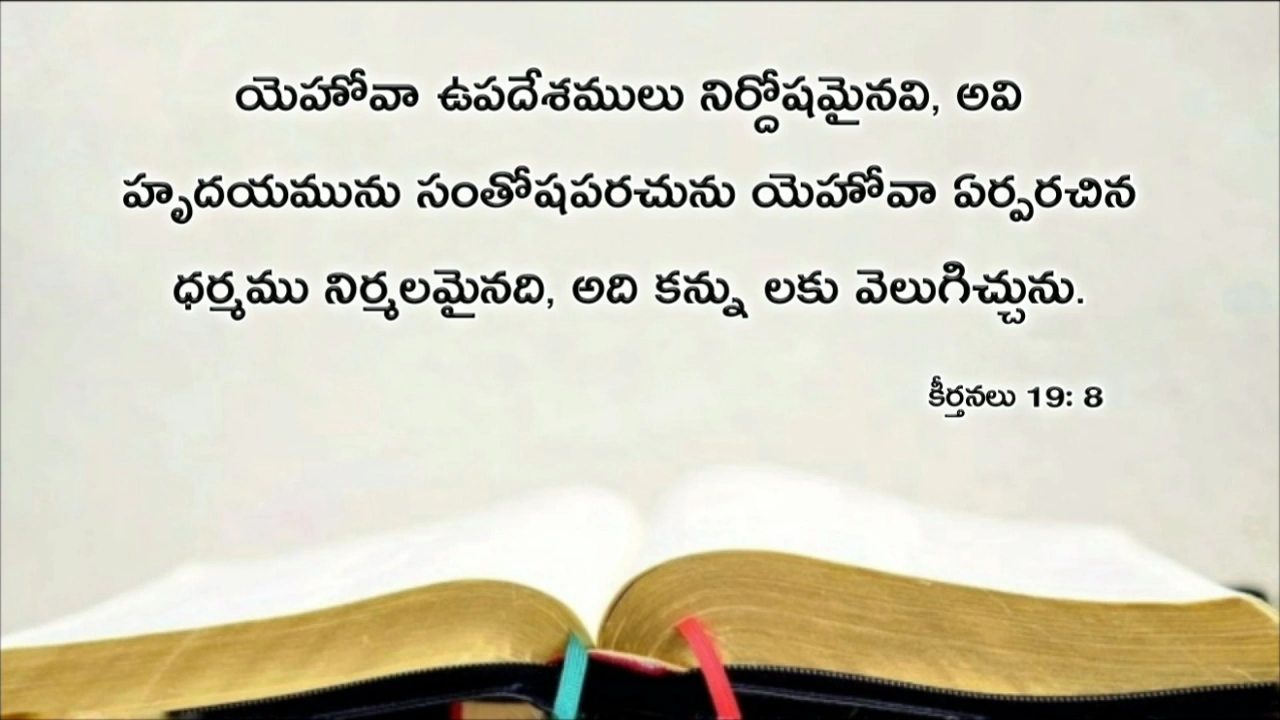 యెహోవా ఉపదేశములు నిర్దోషమైనవి, అవి
హృదయమును సంతోషపరచును యెహోవా ఏర్పరచిన
ధర్మము నిర్మలమైనది, అది కన్ను లకు వెలుగిచ్చును.
కీర్తనలు 19: 8